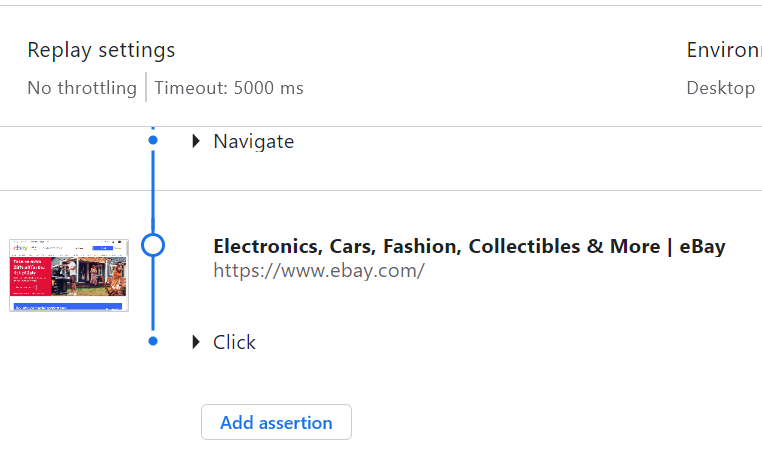 Replay settings
Environ
No throttling
Timeout: 5000 ms
Desktop
Navigate
ebay
Electronics, Cars, Fashion, Collectibles & More | eBay
https://www.ebay.com/
Click
Add assertion